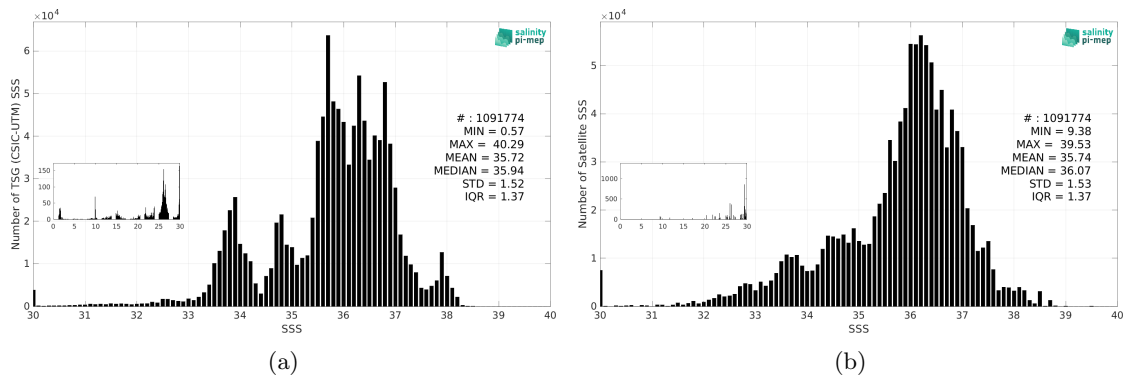 ×10⁴
salinity
pi-mep
Number of TSG (CSIC-UTM) SSS
6
5
4
3
2
1
0
# : 1091774
MIN = 0.57
MAX = 40.29
MEAN = 35.72
MEDIAN = 35.94
STD = 1.52
IQR = 1.37
150
100
50
0
0 5 10 15 20 25 30
30 31 32 33 34 35 36 37 38 39 40
SSS
(a)
×10⁴
salinity
pi-mep
Number of Satellite SSS
5
4
3
2
1
0
# : 1091774
MIN = 9.38
MAX = 39.53
MEAN = 35.74
MEDIAN = 36.07
STD = 1.53
IQR = 1.37
1000
500
0
0 5 10 15 20 25 30
30 31 32 33 34 35 36 37 38 39 40
SSS
(b)